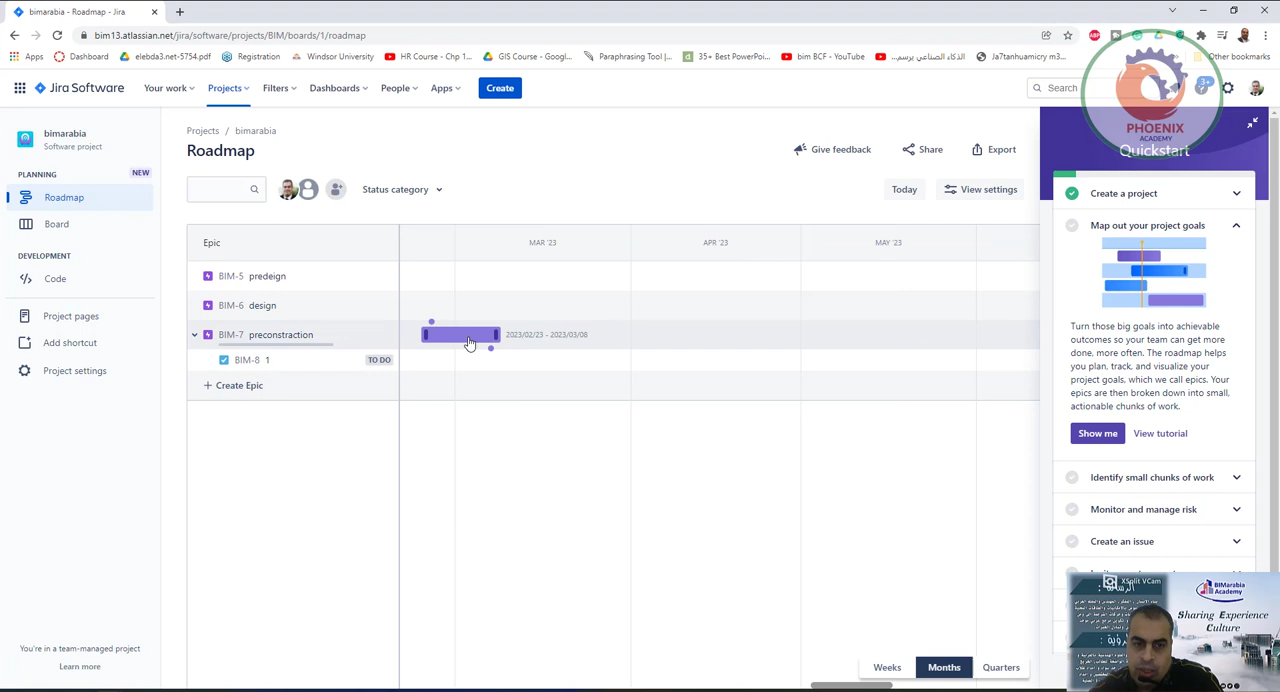 bimarabia - Roadmap - Jira
bim13.atlassian.net/jira/software/projects/BIM/boards/1/roadmap
Apps
Dashboard
elebda3.net-5754.pdf
Registration
Windsor University
HR Course - Chp 1...
GIS.Course - Googl...
Paraphrasing Tool |...
35+ Best PowerPoi...
bim BCF - YouTube
الذكاء الصناعي يرسم...
Ja7tanhuamicry m3...
Other bookmarks
Jira Software
Your work
Projects
Filters
Dashboards
People
Apps
Create
Search
3+
PHOENIX
ACADEMY
bimarabia
Software project
PLANNING
NEW
Roadmap
Board
DEVELOPMENT
Code
Project pages
Add shortcut
Project settings
You're in a team-managed project
Learn more
Projects / bimarabia
Roadmap
Give feedback
Share
Export
Status category
Today
View settings
Epic
MAR '23
APR '23
MAY '23
BIM-5 predeign
BIM-6 design
BIM-7 preconstraction
2023/02/23 - 2023/03/08
BIM-8 1
TO DO
+ Create Epic
Weeks
Months
Quarters
Quickstart
Create a project
Map out your project goals
Turn those big goals into achievable
outcomes so your team can get more
done, more often. The roadmap helps
you plan, track, and visualize your
project goals, which we call epics. Your
epics are then broken down into small,
actionable chunks of work.
Show me
View tutorial
Identify small chunks of work
Monitor and manage risk
Create an issue
XSplit VCam
الرسالة :
BIMarabia
Academy
Sharing Experience
Culture